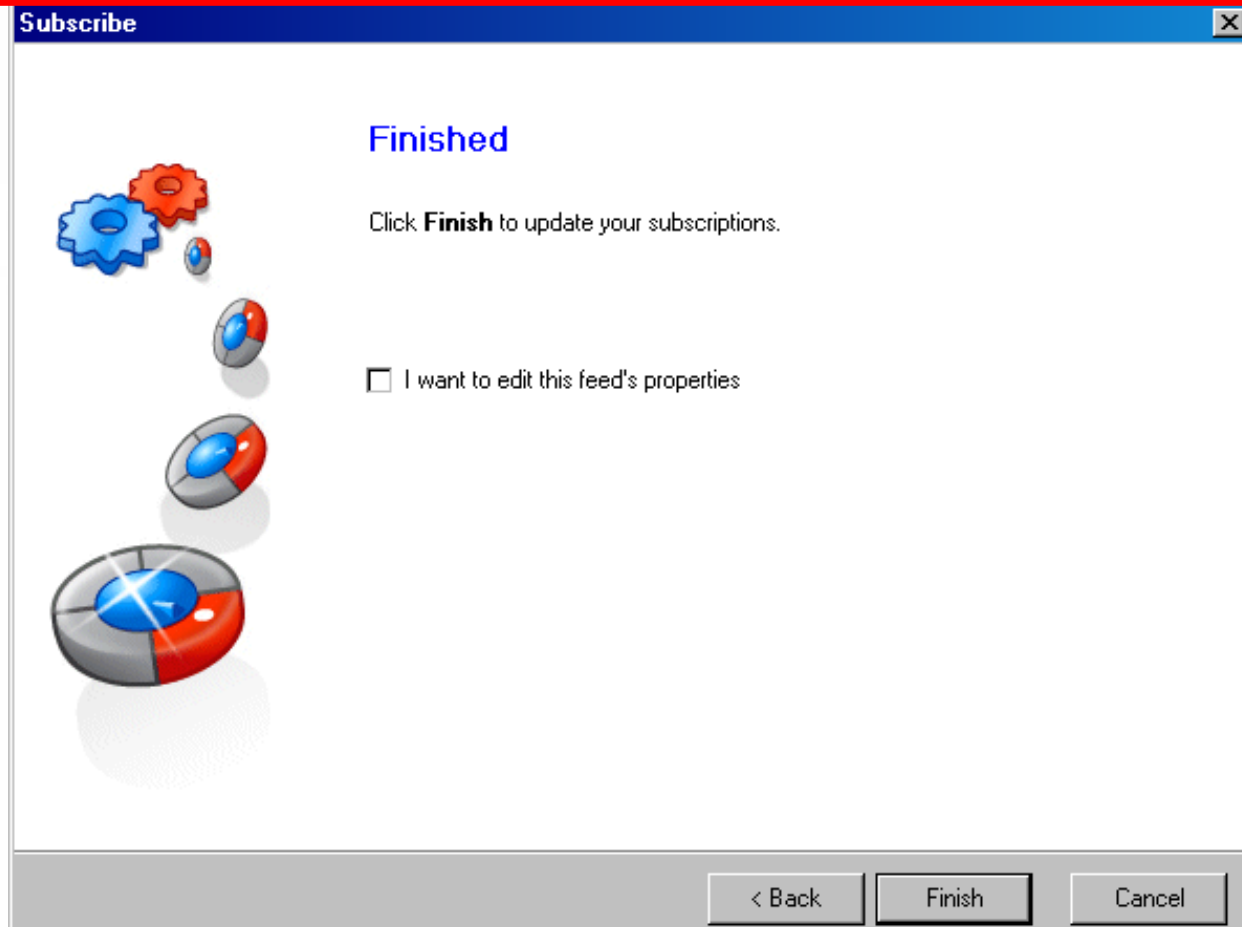 Subscribe
Finished
Click Finish to update your subscriptions.
I want to edit this feed's properties
< Back Finish Cancel